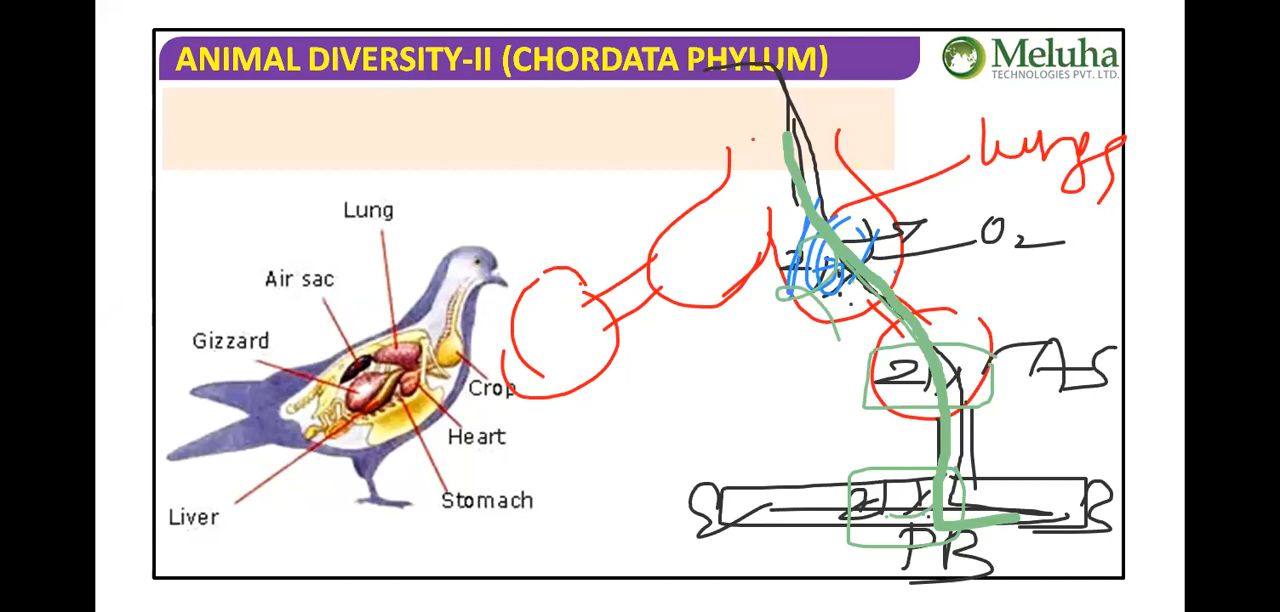 ANIMAL DIVERSITY-II (CHORDATA PHYLUM)
Meluha
TECHNOLOGIES PVT. LTD.
lungs
Lung
O2
Air sac
Gizzard
AS
Crop
Heart
Stomach
Liver
PB